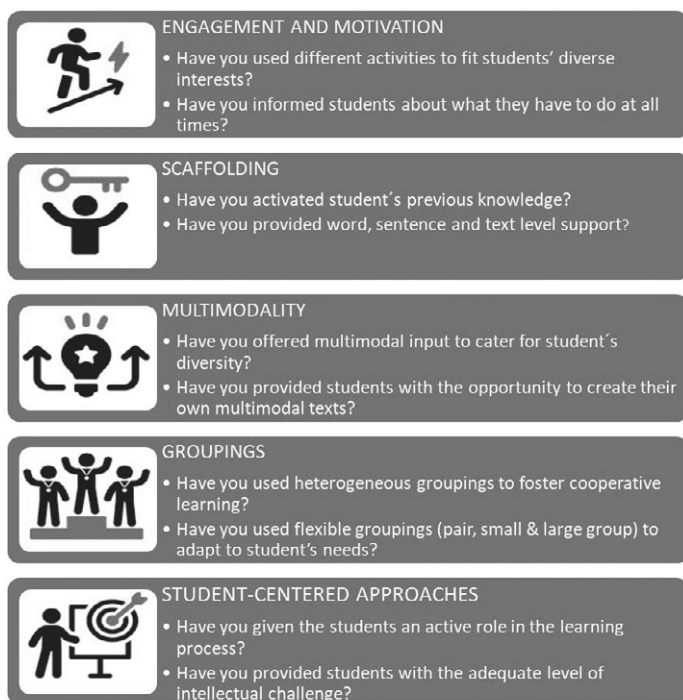 ENGAGEMENT AND MOTIVATION
• Have you used different activities to fit students’ diverse
interests?
• Have you informed students about what they have to do at all
times?
SCAFFOLDING
• Have you activated student´s previous knowledge?
• Have you provided word, sentence and text level support?
MULTIMODALITY
• Have you offered multimodal input to cater for student´s
diversity?
• Have you provided students with the opportunity to create their
own multimodal texts?
GROUPINGS
• Have you used heterogeneous groupings to foster cooperative
learning?
• Have you used flexible groupings (pair, small & large group) to
adapt to student’s needs?
STUDENT-CENTERED APPROACHES
• Have you given the students an active role in the learning
process?
• Have you provided students with the adequate level of
intellectual challenge?